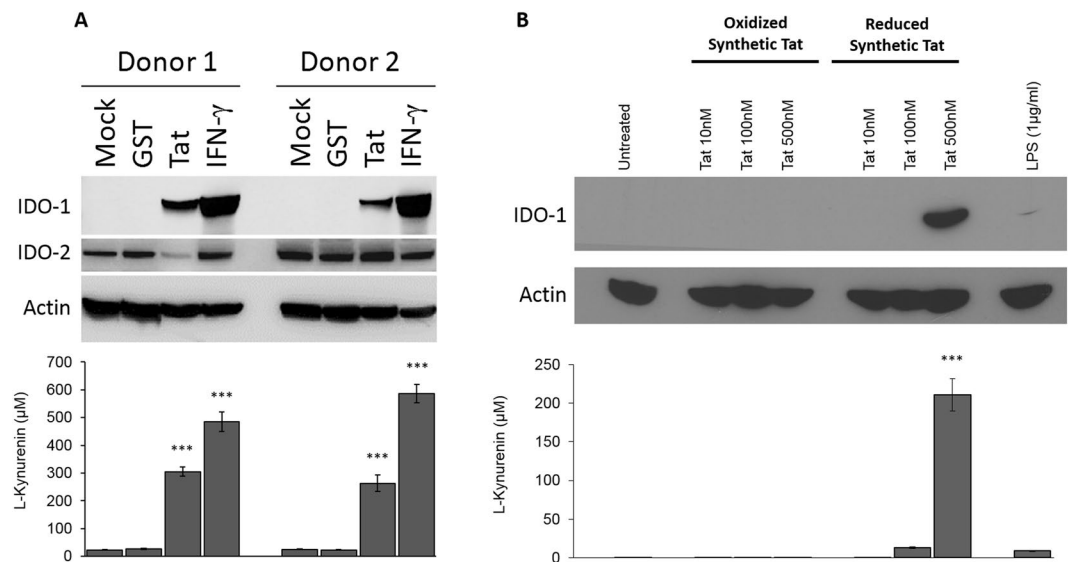 A
Donor 1
Donor 2
Mock
GST
Tat
IFN-γ
Mock
GST
Tat
IFN-γ
IDO-1
IDO-2
Actin
L-Kynurenin (µM)
700
600
500
400
300
200
100
0
***
***
***
***
B
Oxidized
Synthetic Tat
Reduced
Synthetic Tat
Untreated
Tat 10nM
Tat 100nM
Tat 500nM
Tat 10nM
Tat 100nM
Tat 500nM
LPS (1µg/ml)
IDO-1
Actin
L-Kynurenin (µM)
250
200
150
100
50
0
***